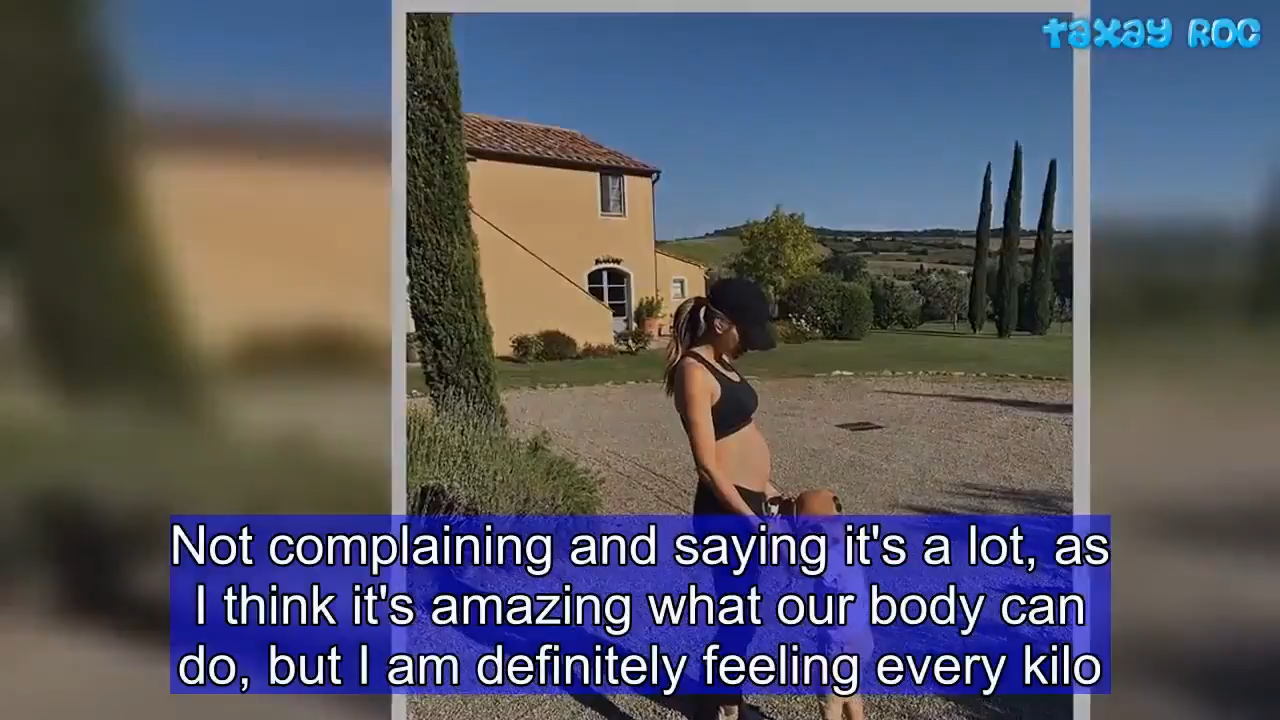 taxay ROC
Not complaining and saying it's a lot, as
I think it's amazing what our body can
do, but I am definitely feeling every kilo